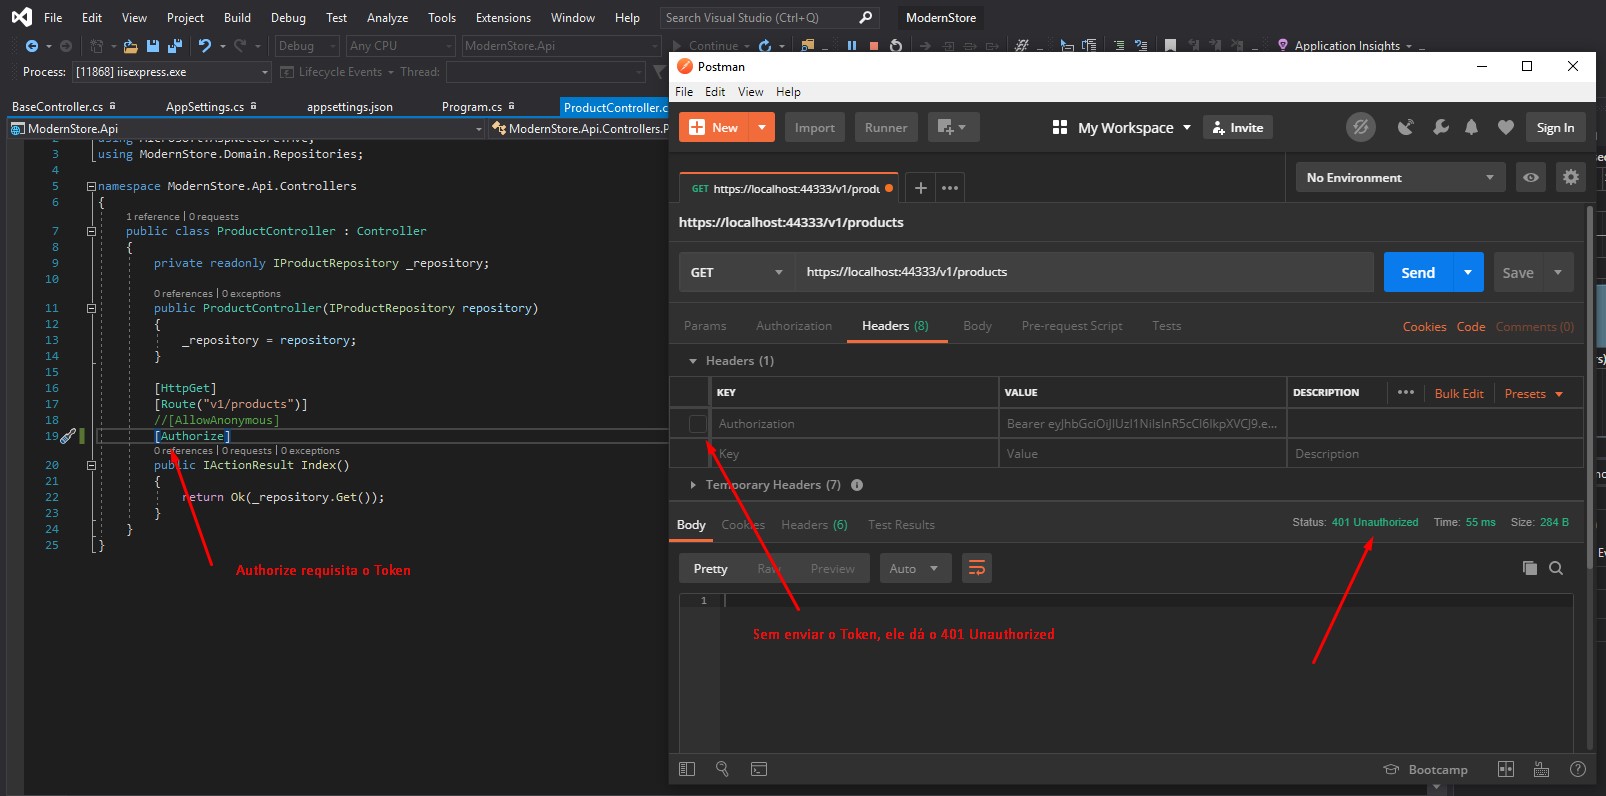 File Edit View Project Build Debug Test Analyze Tools Extensions Window Help Search Visual Studio (Ctrl+Q) ModernStore
Debug Any CPU ModernStore.Api Continue Application Insights
Process: [11868] iisexpress.exe Lifecycle Events Thread:
BaseController.cs AppSettings.cs appsettings.json Program.cs ProductController.c
ModernStore.Api ModernStore.Api.Controllers.P
3 using ModernStore.Domain.Repositories;
4
5 namespace ModernStore.Api.Controllers
6 {
1 reference | 0 requests
7 public class ProductController : Controller
8 {
9 private readonly IProductRepository _repository;
10
0 references | 0 exceptions
11 public ProductController(IProductRepository repository)
12 {
13 _repository = repository;
14 }
15
16 [HttpGet]
17 [Route("v1/products")]
18 //[AllowAnonymous]
19 [Authorize]
0 references | 0 requests | 0 exceptions
20 public IActionResult Index()
21 {
22 return Ok(_repository.Get());
23 }
24 }
25 }
Authorize requisita o Token
Postman
File Edit View Help
New Import Runner My Workspace Invite Sign In
GET https://localhost:44333/v1/produ No Environment
https://localhost:44333/v1/products
GET https://localhost:44333/v1/products Send Save
Params Authorization Headers (8) Body Pre-request Script Tests Cookies Code Comments (0)
Headers (1)
KEY VALUE DESCRIPTION Bulk Edit Presets
Authorization Bearer eyJhbGciOiJIUzI1NiIsInR5cCI6IkpXVCJ9.e...
Key Value Description
Temporary Headers (7)
Body Cookies Headers (6) Test Results Status: 401 Unauthorized Time: 55 ms Size: 284 B
Pretty Raw Preview Auto
1
Sem enviar o Token, ele dá o 401 Unauthorized
Bootcamp